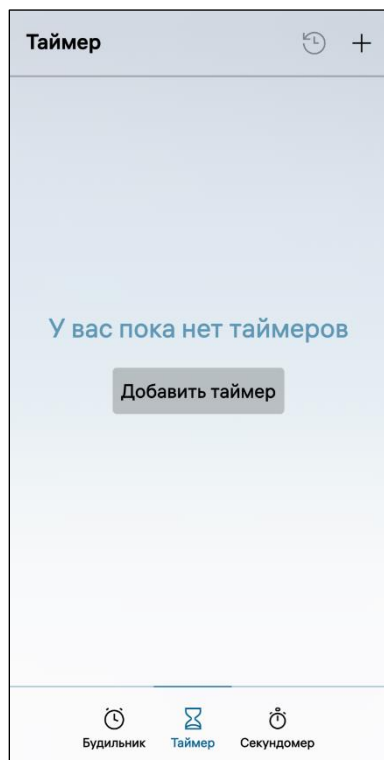 Таймер
У вас пока нет таймеров
Добавить таймер
Будильник Таймер Секундомер